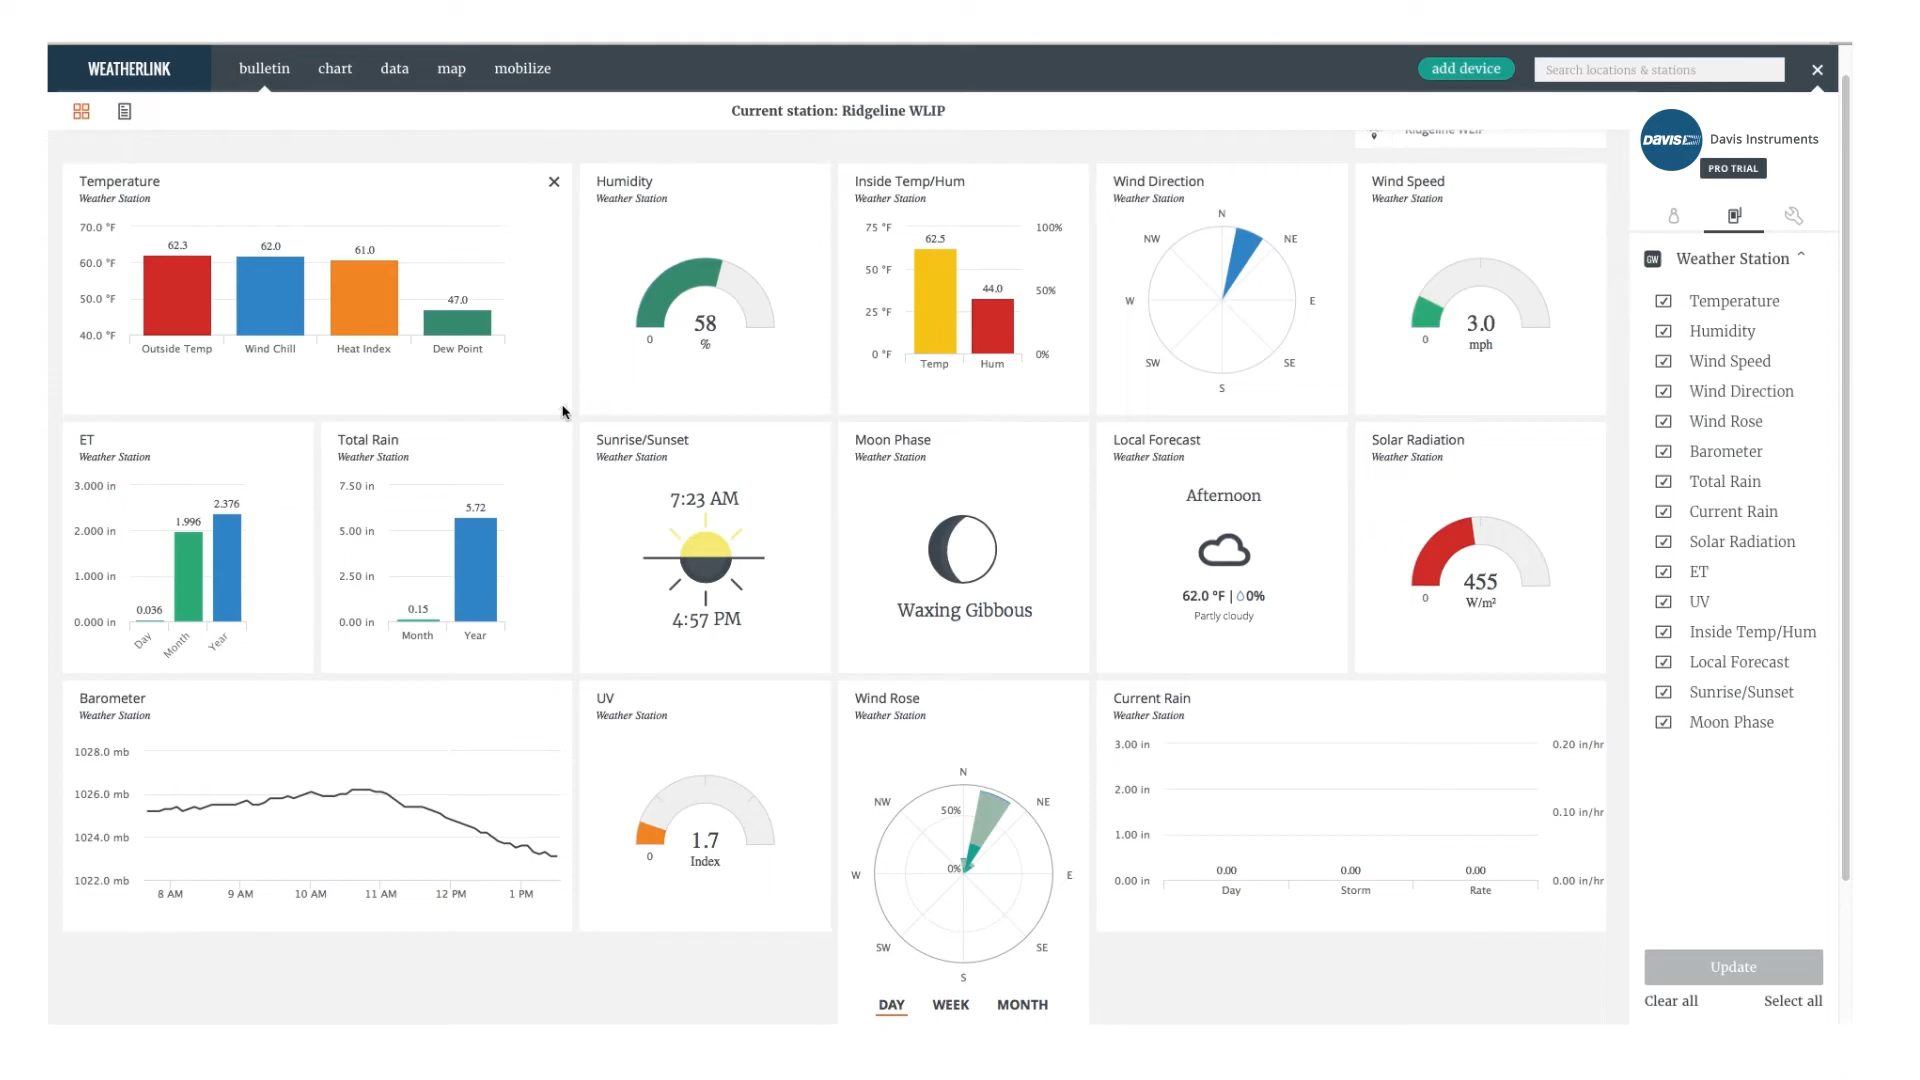 WEATHERLINK
bulletin chart data map mobilize
add device
Search locations & stations
Current station: Ridgeline WLIP
Ridgeline WLIP
DAVIS
Davis Instruments
PRO TRIAL
Temperature
Weather Station
70.0 °F
60.0 °F
50.0 °F
40.0 °F
62.3
62.0
61.0
47.0
Outside Temp
Wind Chill
Heat Index
Dew Point
Humidity
Weather Station
0
58
%
Inside Temp/Hum
Weather Station
75 °F
50 °F
25 °F
0 °F
62.5
44.0
100%
50%
0%
Temp
Hum
Wind Direction
Weather Station
N
NE
E
SE
S
SW
W
NW
Wind Speed
Weather Station
0
3.0
mph
ET
Weather Station
3.000 in
2.000 in
1.000 in
0.000 in
0.036
1.996
2.376
Day
Month
Year
Total Rain
Weather Station
7.50 in
5.00 in
2.50 in
0.00 in
0.15
5.72
Month
Year
Sunrise/Sunset
Weather Station
7:23 AM
4:57 PM
Moon Phase
Weather Station
Waxing Gibbous
Local Forecast
Weather Station
Afternoon
62.0 °F | 0%
Partly cloudy
Solar Radiation
Weather Station
0
455
W/m²
Barometer
Weather Station
1028.0 mb
1026.0 mb
1024.0 mb
1022.0 mb
8 AM
9 AM
10 AM
11 AM
12 PM
1 PM
UV
Weather Station
0
1.7
Index
Wind Rose
Weather Station
N
NE
E
SE
S
SW
W
NW
50%
0%
DAY WEEK MONTH
Current Rain
Weather Station
3.00 in
2.00 in
1.00 in
0.00 in
0.20 in/hr
0.10 in/hr
0.00 in/hr
0.00
0.00
0.00
Day
Storm
Rate
GW
Weather Station
Temperature
Humidity
Wind Speed
Wind Direction
Wind Rose
Barometer
Total Rain
Current Rain
Solar Radiation
ET
UV
Inside Temp/Hum
Local Forecast
Sunrise/Sunset
Moon Phase
Update
Clear all
Select all